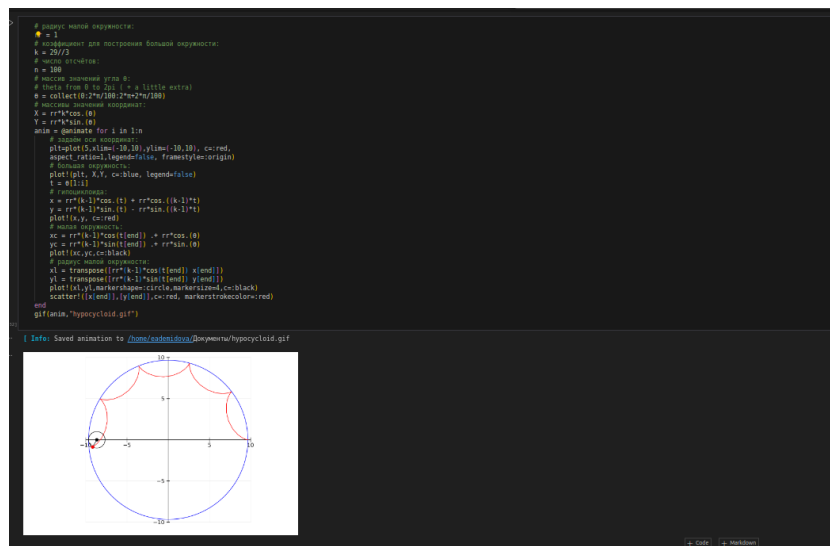 # радиус малой окружности:
= 1
# коэффициент для построения большой окружности:
k = 29//3
# число отсчётов:
n = 100
# массив значений угла θ:
# theta from 0 to 2pi ( + a little extra)
θ = collect(0:2*π/100:2*π+2*π/100)
# массивы значений координат:
X = rr*k*cos.(θ)
Y = rr*k*sin.(θ)
anim = @animate for i in 1:n
# задаём оси координат:
plt=plot(5,xlim=(-10,10),ylim=(-10,10), c=:red,
aspect_ratio=1,legend=false, framestyle=:origin)
# большая окружность:
plot!(plt, X,Y, c=:blue, legend=false)
t = θ[1:i]
# гипоциклоида:
x = rr*(k-1)*cos.(t) + rr*cos.((k-1)*t)
y = rr*(k-1)*sin.(t) - rr*sin.((k-1)*t)
plot!(x,y, c=:red)
# малая окружность:
xc = rr*(k-1)*cos(t[end]) .+ rr*cos.(θ)
yc = rr*(k-1)*sin(t[end]) .+ rr*sin.(θ)
plot!(xc,yc,c=:black)
# радиус малой окружности:
xl = transpose([rr*(k-1)*cos(t[end]) x[end]])
yl = transpose([rr*(k-1)*sin(t[end]) y[end]])
plot!(xl,yl,markershape=:circle,markersize=4,c=:black)
scatter!([x[end]],[y[end]],c=:red, markerstrokecolor=:red)
end
gif(anim,"hypocycloid.gif")
[ Info: Saved animation to /home/eademidova/Документы/hypocycloid.gif
10
5
-10 -5 5 10
-5
-10
+ Code + Markdown